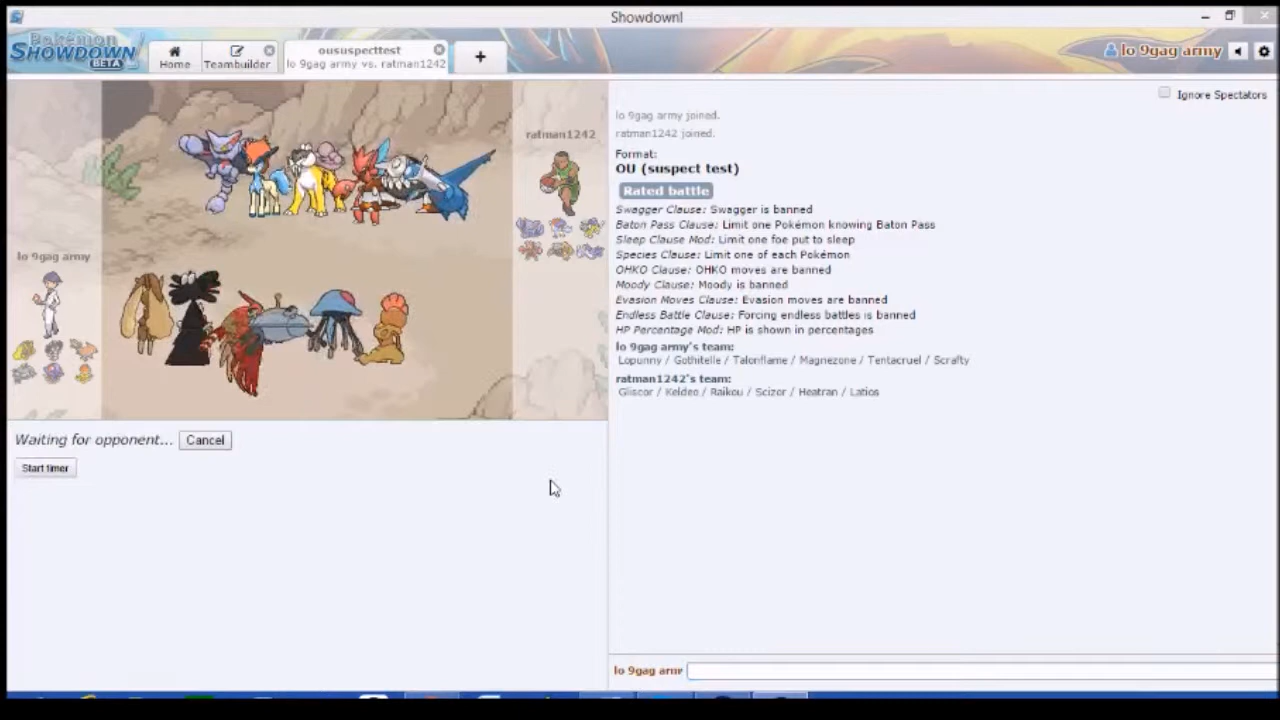 Showdown!
Pokémon
SHOWDOWN
BETA
Home
Teambuilder
oususpecttest
lo 9gag army vs. ratman1242
+
lo 9gag army
ratman1242
lo 9gag army
Waiting for opponent... Cancel
Start timer
Ignore Spectators
lo 9gag army joined.
ratman1242 joined.
Format:
OU (suspect test)
Rated battle
Swagger Clause: Swagger is banned
Baton Pass Clause: Limit one Pokémon knowing Baton Pass
Sleep Clause Mod: Limit one foe put to sleep
Species Clause: Limit one of each Pokémon
OHKO Clause: OHKO moves are banned
Moody Clause: Moody is banned
Evasion Moves Clause: Evasion moves are banned
Endless Battle Clause: Forcing endless battles is banned
HP Percentage Mod: HP is shown in percentages
lo 9gag army's team:
Lopunny / Gothitelle / Talonflame / Magnezone / Tentacruel / Scrafty
ratman1242's team:
Gliscor / Keldeo / Raikou / Scizor / Heatran / Latios
lo 9gag army